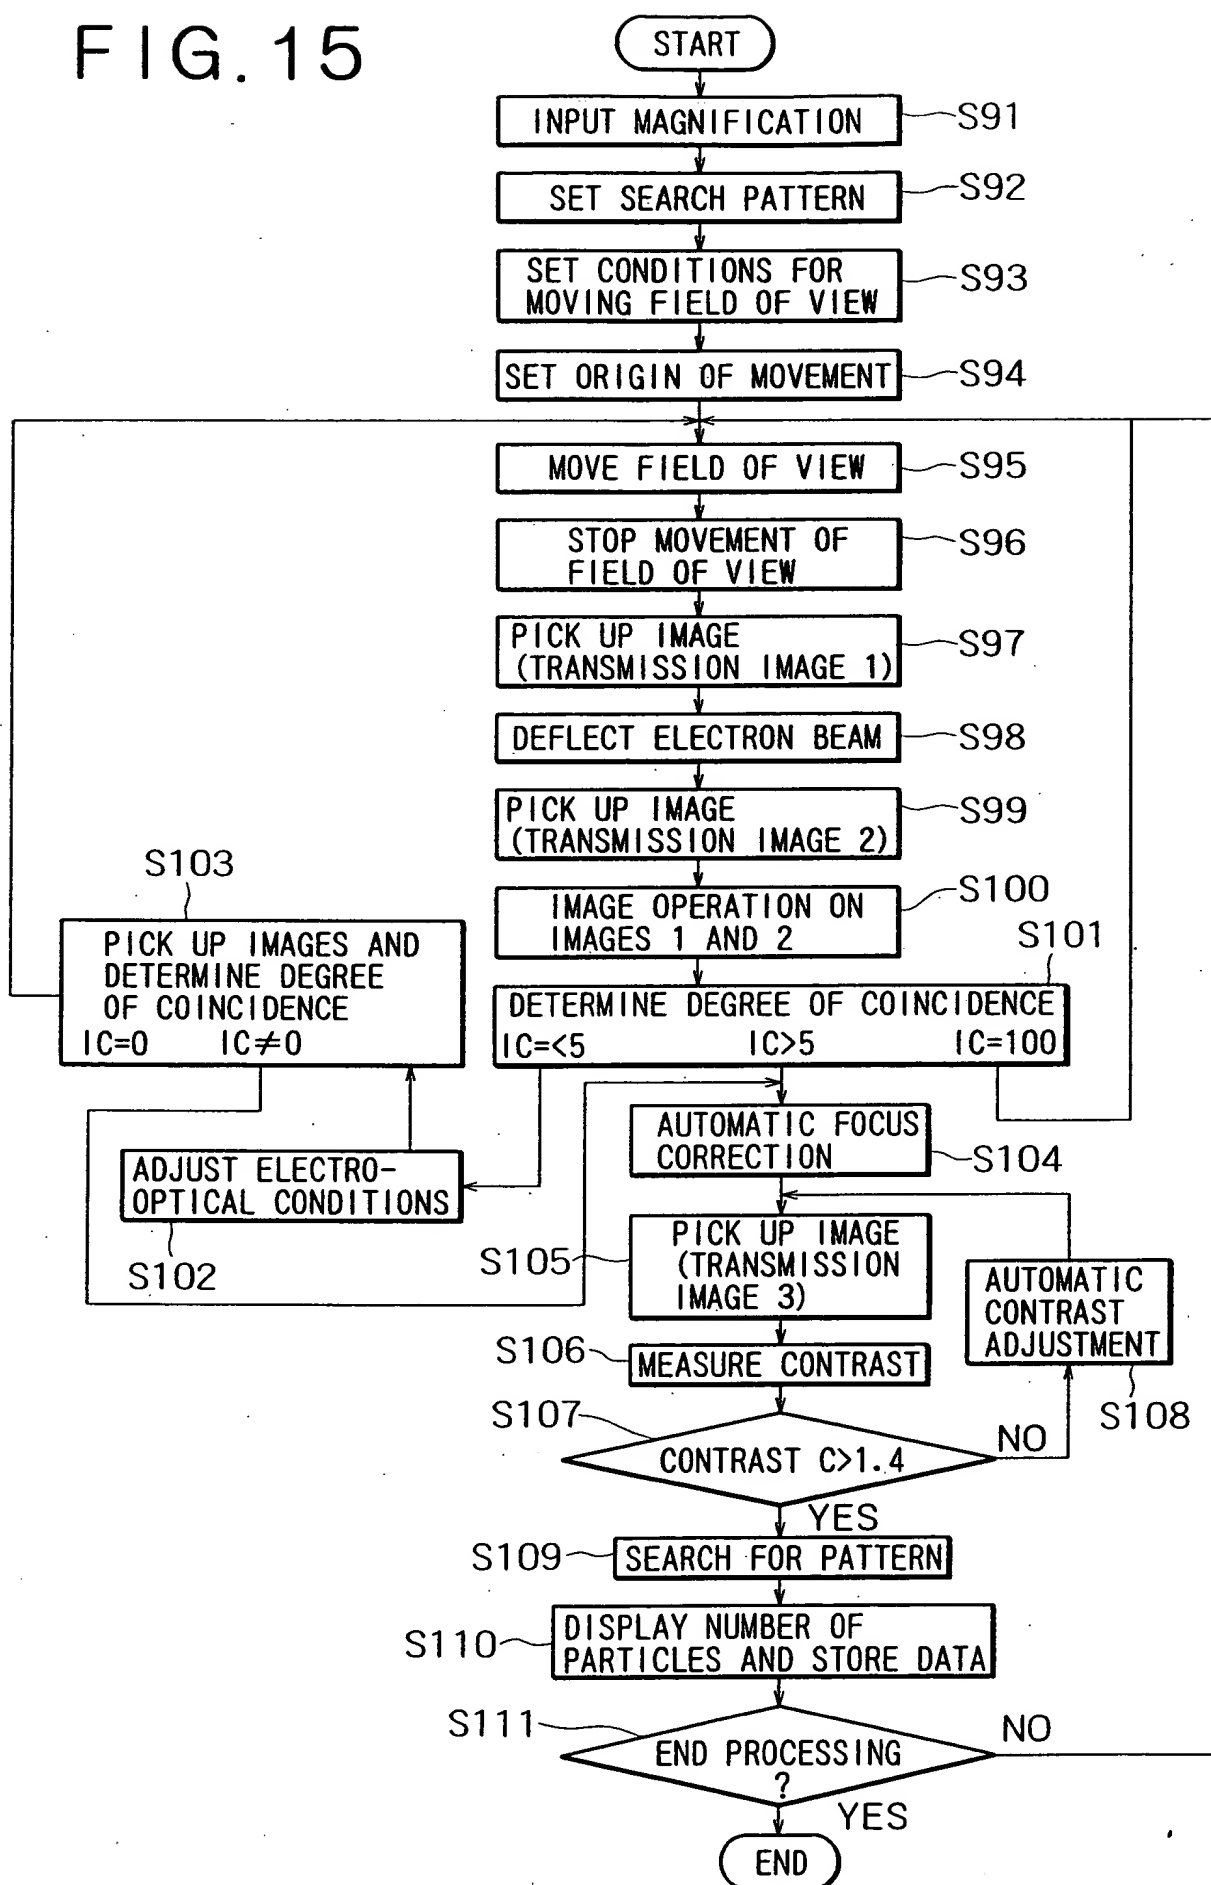 FIG.15
START
INPUT MAGNIFICATION
S91
SET SEARCH PATTERN
S92
SET CONDITIONS FOR
MOVING FIELD OF VIEW
S93
SET ORIGIN OF MOVEMENT
S94
MOVE FIELD OF VIEW
S95
STOP MOVEMENT OF
FIELD OF VIEW
S96
PICK UP IMAGE
(TRANSMISSION IMAGE 1)
S97
DEFLECT ELECTRON BEAM
S98
PICK UP IMAGE
(TRANSMISSION IMAGE 2)
S99
IMAGE OPERATION ON
IMAGES 1 AND 2
S100
S101
DETERMINE DEGREE OF COINCIDENCE
IC=<5 IC>5 IC=100
S103
PICK UP IMAGES AND
DETERMINE DEGREE
OF COINCIDENCE
IC=0 IC≠0
ADJUST ELECTRO-
OPTICAL CONDITIONS
S102
AUTOMATIC FOCUS
CORRECTION
S104
S105
PICK UP IMAGE
(TRANSMISSION
IMAGE 3)
AUTOMATIC
CONTRAST
ADJUSTMENT
S108
S106
MEASURE CONTRAST
S107
CONTRAST C>1.4
NO
YES
S109
SEARCH FOR PATTERN
S110
DISPLAY NUMBER OF
PARTICLES AND STORE DATA
S111
END PROCESSING
?
NO
YES
END